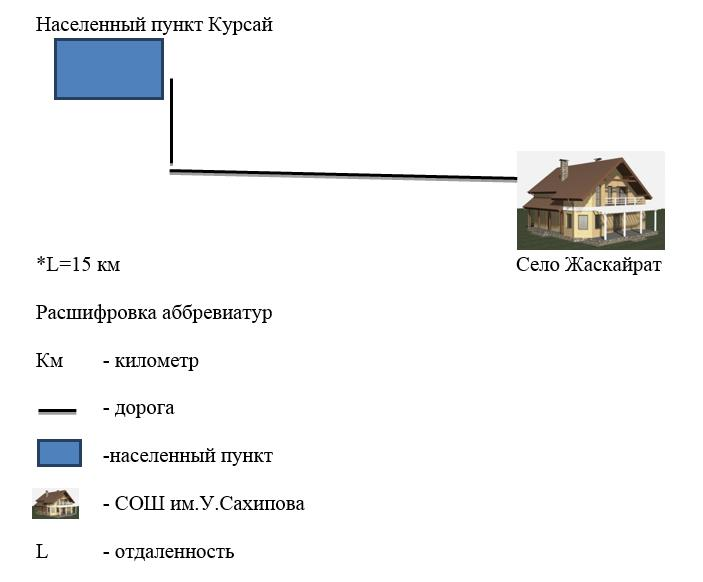 Населенный пункт Курсай
*L=15 км
Село Жаскайрат
Расшифровка аббревиатур
Км - километр
- дорога
-населенный пункт
- СОШ им.У.Сахипова
L - отдаленность